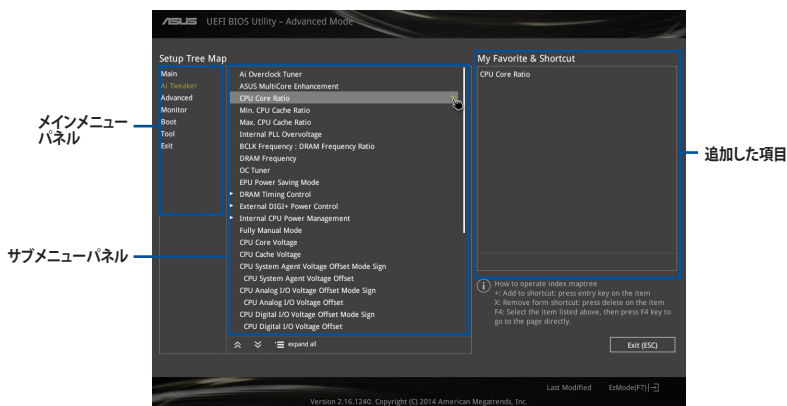 ASUS UEFI BIOS Utility – Advanced Mode
Setup Tree Map
Main
Ai Tweaker
Advanced
Monitor
Boot
Tool
Exit
Ai Overclock Tuner
ASUS MultiCore Enhancement
CPU Core Ratio
Min. CPU Cache Ratio
Max. CPU Cache Ratio
Internal PLL Overvoltage
BCLK Frequency : DRAM Frequency Ratio
DRAM Frequency
OC Tuner
EPU Power Saving Mode
DRAM Timing Control
External DIGI+ Power Control
Internal CPU Power Management
Fully Manual Mode
CPU Core Voltage
CPU Cache Voltage
CPU System Agent Voltage Offset Mode Sign
CPU System Agent Voltage Offset
CPU Analog I/O Voltage Offset Mode Sign
CPU Analog I/O Voltage Offset
CPU Digital I/O Voltage Offset Mode Sign
CPU Digital I/O Voltage Offset
expand all
My Favorite & Shortcut
CPU Core Ratio
How to operate index maptree
+: Add to shortcut: press entry key on the item
X: Remove form shortcut: press delete on the item
F4: Select the item listed above, then press F4 key to
go to the page directly.
Exit (ESC)
Last Modified EzMode(F7)
Version 2.16.1240. Copyright (C) 2014 American Megatrends, Inc.
メインメニュー
パネル
サブメニューパネル
追加した項目